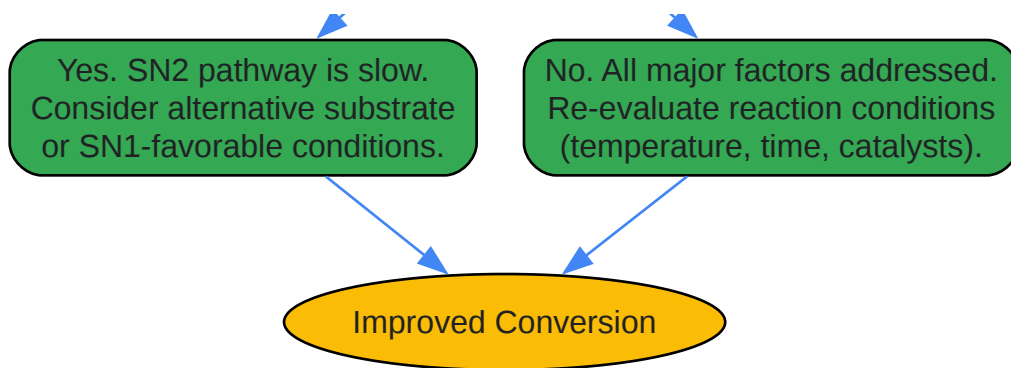 Yes. SN2 pathway is slow.
Consider alternative substrate
or SN1-favorable conditions.
No. All major factors addressed.
Re-evaluate reaction conditions
(temperature, time, catalysts).
Improved Conversion